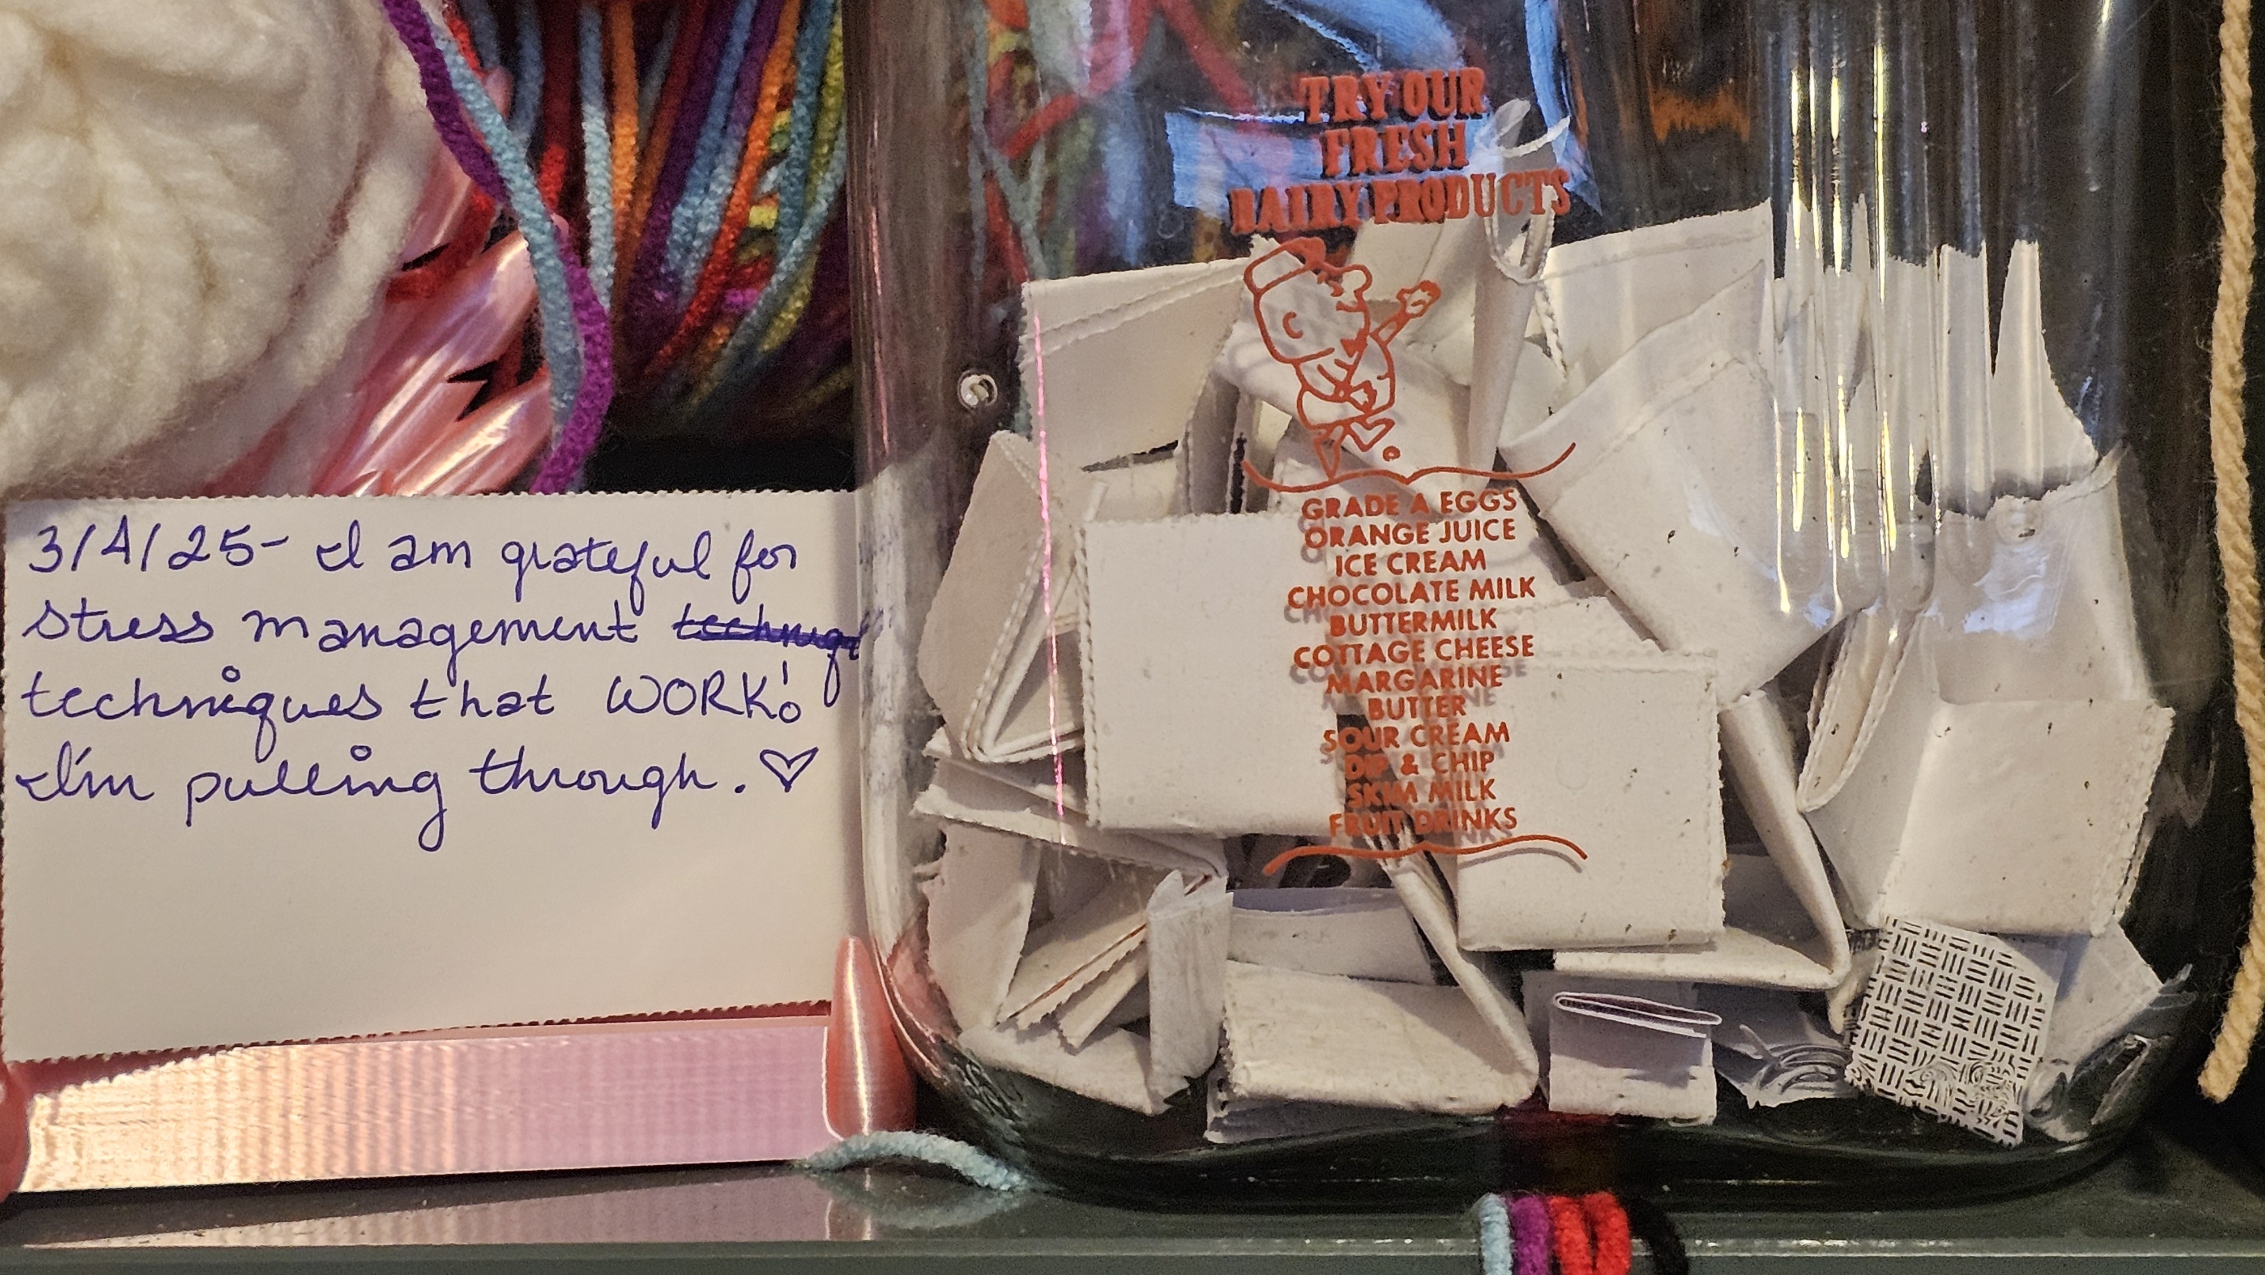 3/4/25- I am grateful for
stress management techniq
techniques that WORK!
I'm pulling through. ♡
TRY OUR
FRESH
DAIRY PRODUCTS
GRADE A EGGS
ORANGE JUICE
ICE CREAM
CHOCOLATE MILK
BUTTERMILK
COTTAGE CHEESE
MARGARINE
BUTTER
SOUR CREAM
DIP & CHIP
SKIM MILK
FRUIT DRINKS